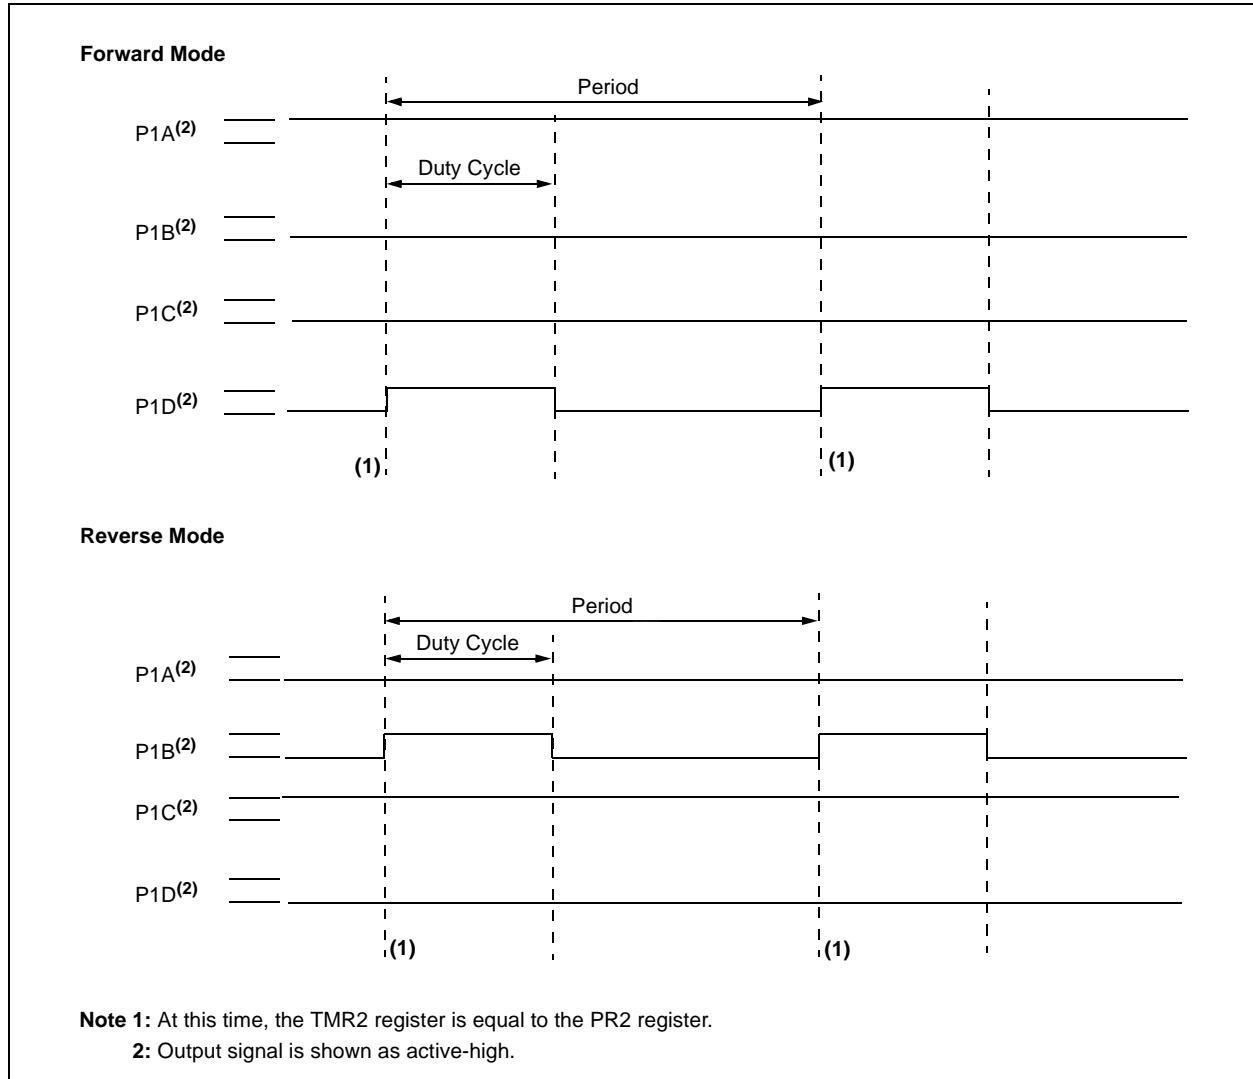 Forward Mode
Period
P1A(2)
Duty Cycle
P1B(2)
P1C(2)
P1D(2)
(1) (1)
Reverse Mode
Period
Duty Cycle
P1A(2)
P1B(2)
P1C(2)
P1D(2)
(1) (1)
Note 1: At this time, the TMR2 register is equal to the PR2 register.
2: Output signal is shown as active-high.